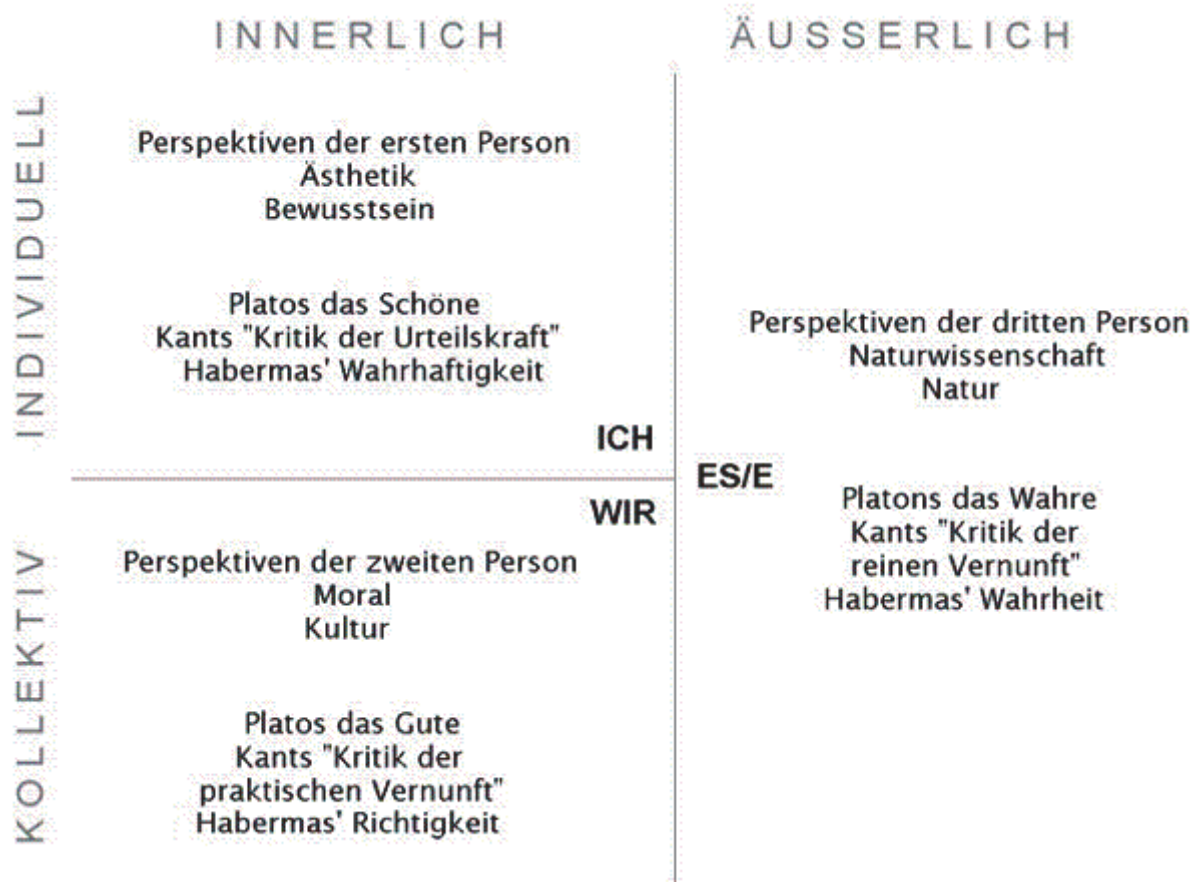 INNERLICH
ÄUSSERLICH
INDIVIDUELL
Perspektiven der ersten Person
Ästhetik
Bewusstsein
Platos das Schöne
Kants "Kritik der Urteilskraft"
Habermas' Wahrhaftigkeit
ICH
KOLLEKTIV
WIR
Perspektiven der zweiten Person
Moral
Kultur
Platos das Gute
Kants "Kritik der
praktischen Vernunft"
Habermas' Richtigkeit
Perspektiven der dritten Person
Naturwissenschaft
Natur
ES/E
Platons das Wahre
Kants "Kritik der
reinen Vernunft"
Habermas' Wahrheit